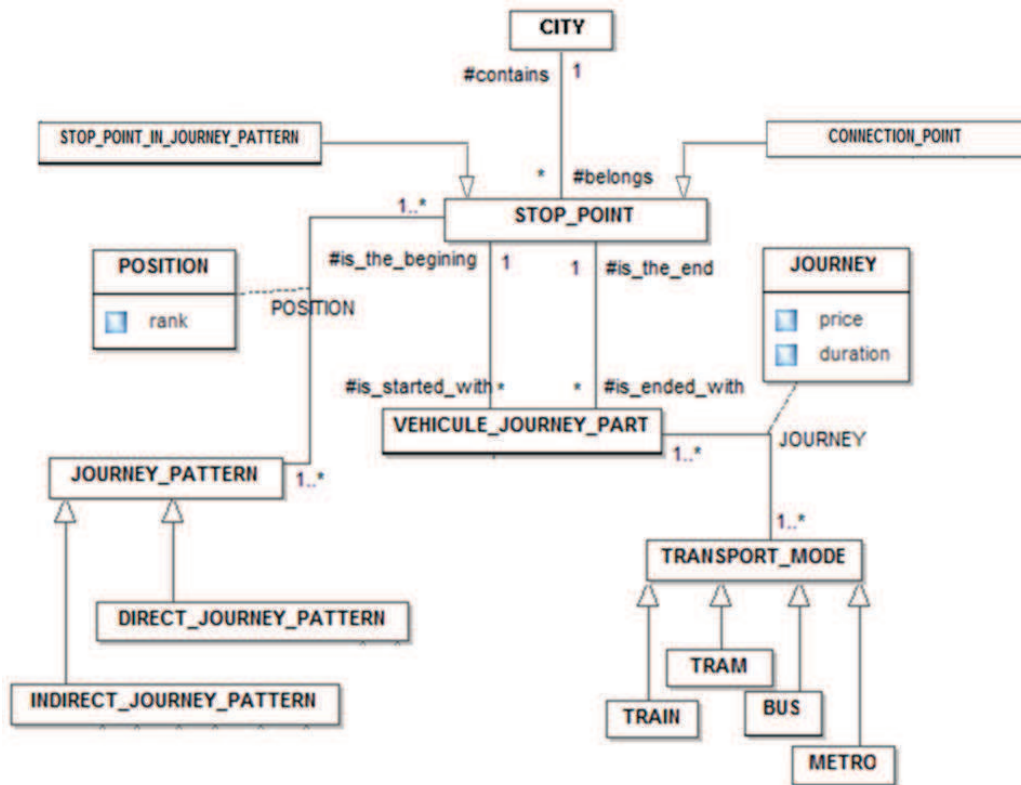 CITY
#contains 1
STOP_POINT_IN_JOURNEY_PATTERN
CONNECTION_POINT
* #belongs
1..*
STOP_POINT
#is_the_begining 1 1 #is_the_end
POSITION
JOURNEY
POSITION
rank
price
duration
#is_started_with * * #is_ended_with
VEHICULE_JOURNEY_PART
JOURNEY
1..*
JOURNEY_PATTERN
1..*
1..*
TRANSPORT_MODE
DIRECT_JOURNEY_PATTERN
TRAM
INDIRECT_JOURNEY_PATTERN
TRAIN
BUS
METRO